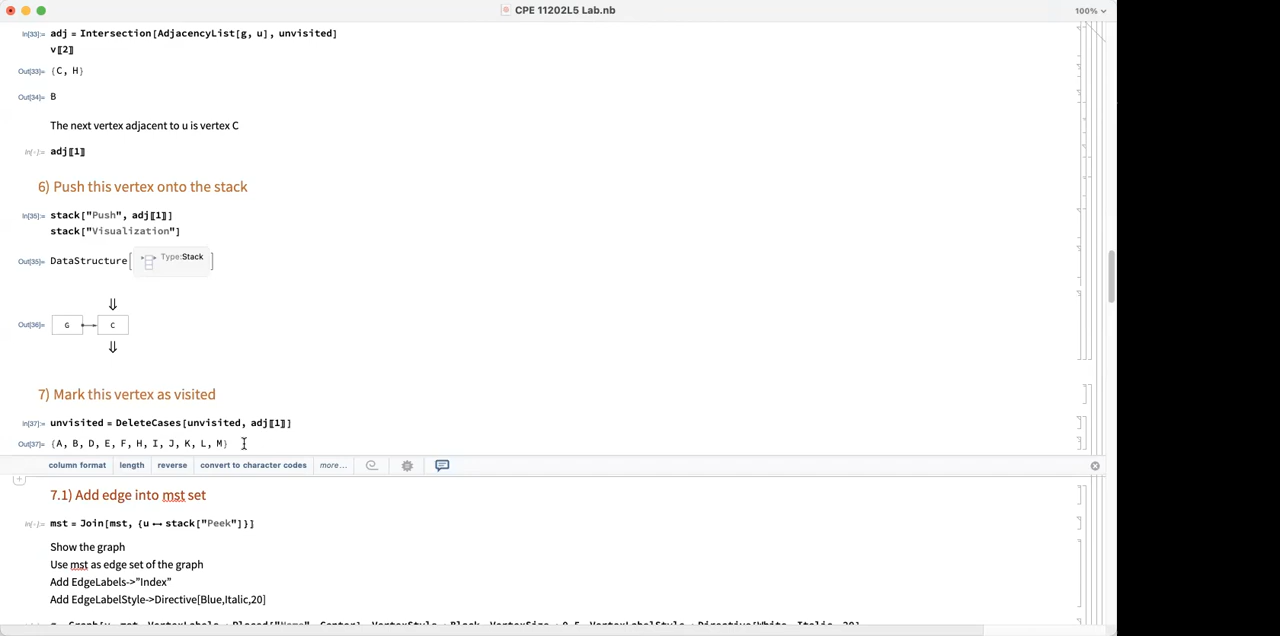 CPE 11202L5 Lab.nb
100%
In[33]:= adj = Intersection[AdjacencyList[g, u], unvisited]
v〚2〛
Out[33]= {C, H}
Out[34]= B
The next vertex adjacent to u is vertex C
In[-]:= adj〚1〛
6) Push this vertex onto the stack
In[35]:= stack["Push", adj〚1〛]
stack["Visualization"]
Out[35]= DataStructure[ Type:Stack ]
⇓
Out[36]= G C
⇓
7) Mark this vertex as visited
In[37]:= unvisited = DeleteCases[unvisited, adj〚1〛]
Out[37]= {A, B, D, E, F, H, I, J, K, L, M}
column format length reverse convert to character codes more…
7.1) Add edge into mst set
In[-]:= mst = Join[mst, {u ↔ stack["Peek"]}]
Show the graph
Use mst as edge set of the graph
Add EdgeLabels->"Index"
Add EdgeLabelStyle->Directive[Blue,Italic,20]